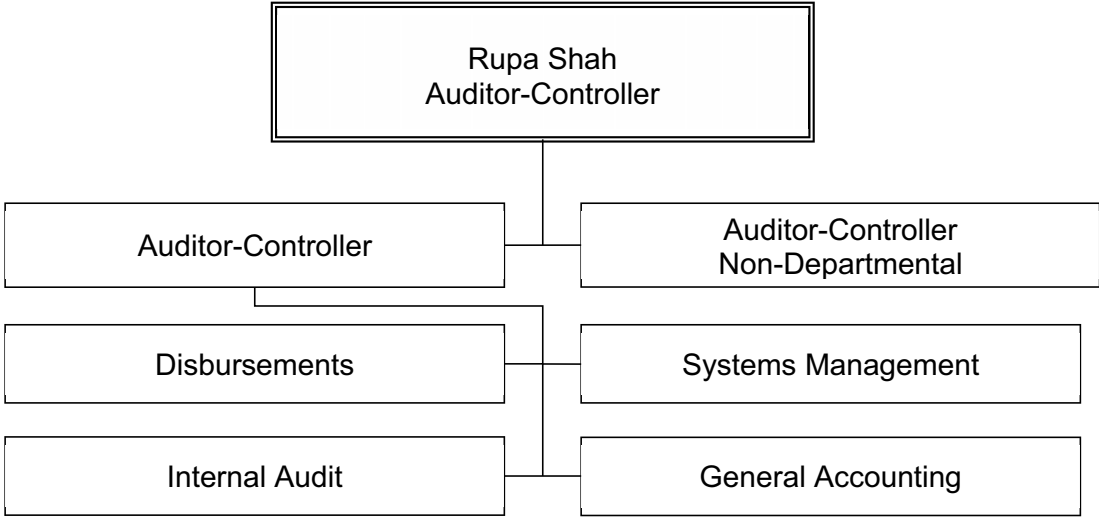 Rupa Shah
Auditor-Controller
Auditor-Controller
Auditor-Controller
Non-Departmental
Disbursements
Systems Management
Internal Audit
General Accounting